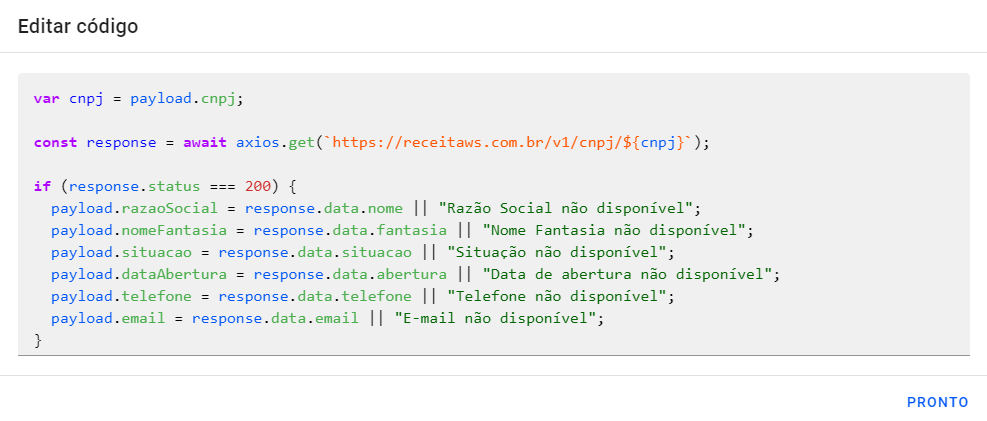 Editar código
var cnpj = payload.cnpj;
const response = await axios.get(`https://receitaws.com.br/v1/cnpj/${cnpj}`);
if (response.status === 200) {
  payload.razaoSocial = response.data.nome || "Razão Social não disponível";
  payload.nomeFantasia = response.data.fantasia || "Nome Fantasia não disponível";
  payload.situacao = response.data.situacao || "Situação não disponível";
  payload.dataAbertura = response.data.abertura || "Data de abertura não disponível";
  payload.telefone = response.data.telefone || "Telefone não disponível";
  payload.email = response.data.email || "E-mail não disponível";
}
PRONTO